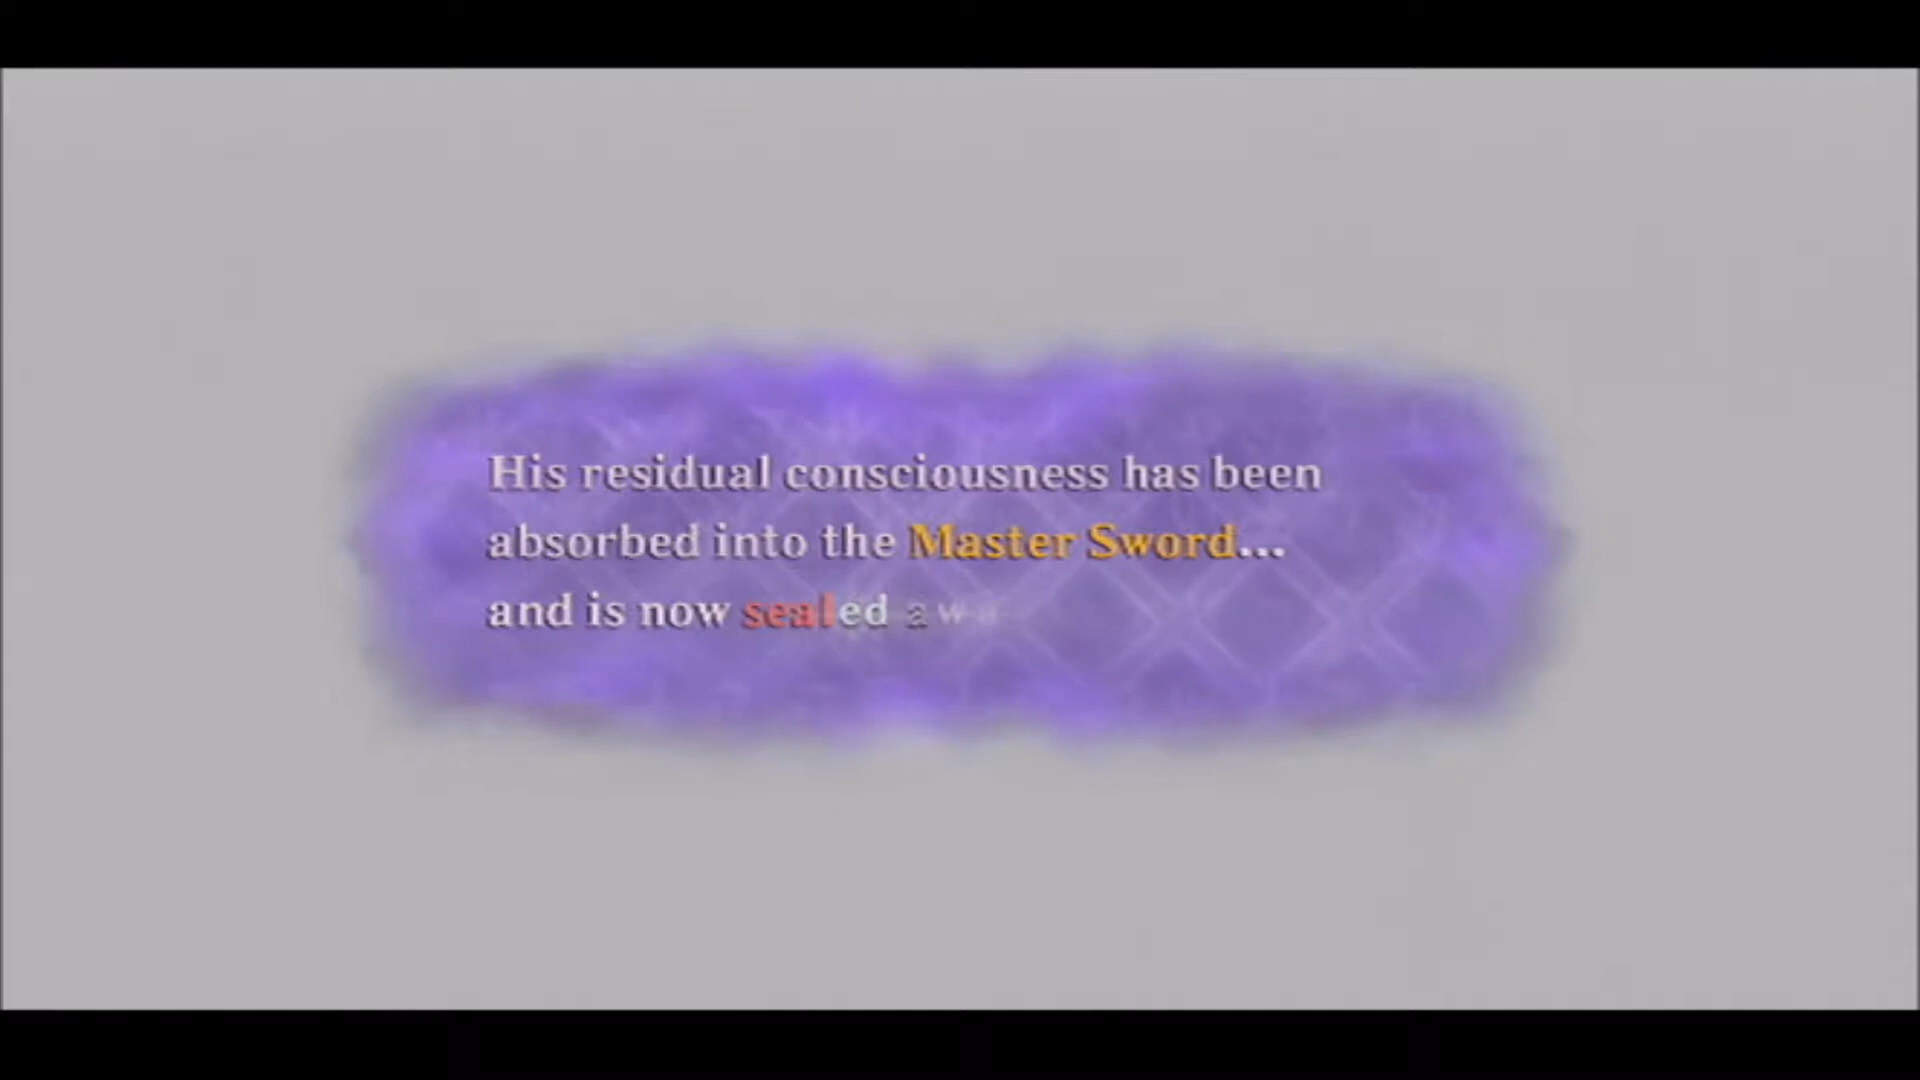 His residual consciousness has been
absorbed into the Master Sword...
and is now sealed